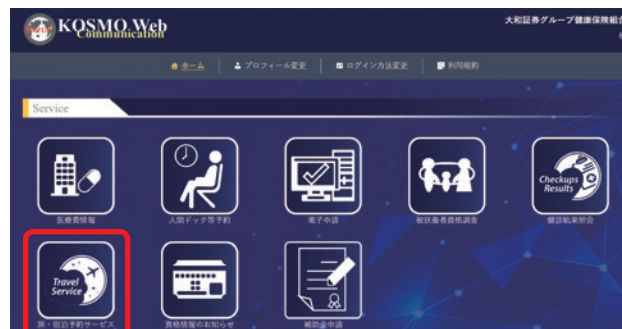 KOSMO Web
Communication
大和証券グループ健康保険組合
ホーム
プロフィール変更
ログイン方法変更
利用規約
Service
Checkups
Results
医療費情報
人間ドック等予約
電子申請
被扶養者資格調査
健診結果照会
Travel
Service
旅・宿泊予約サービス
資格情報のお知らせ
補助金申請